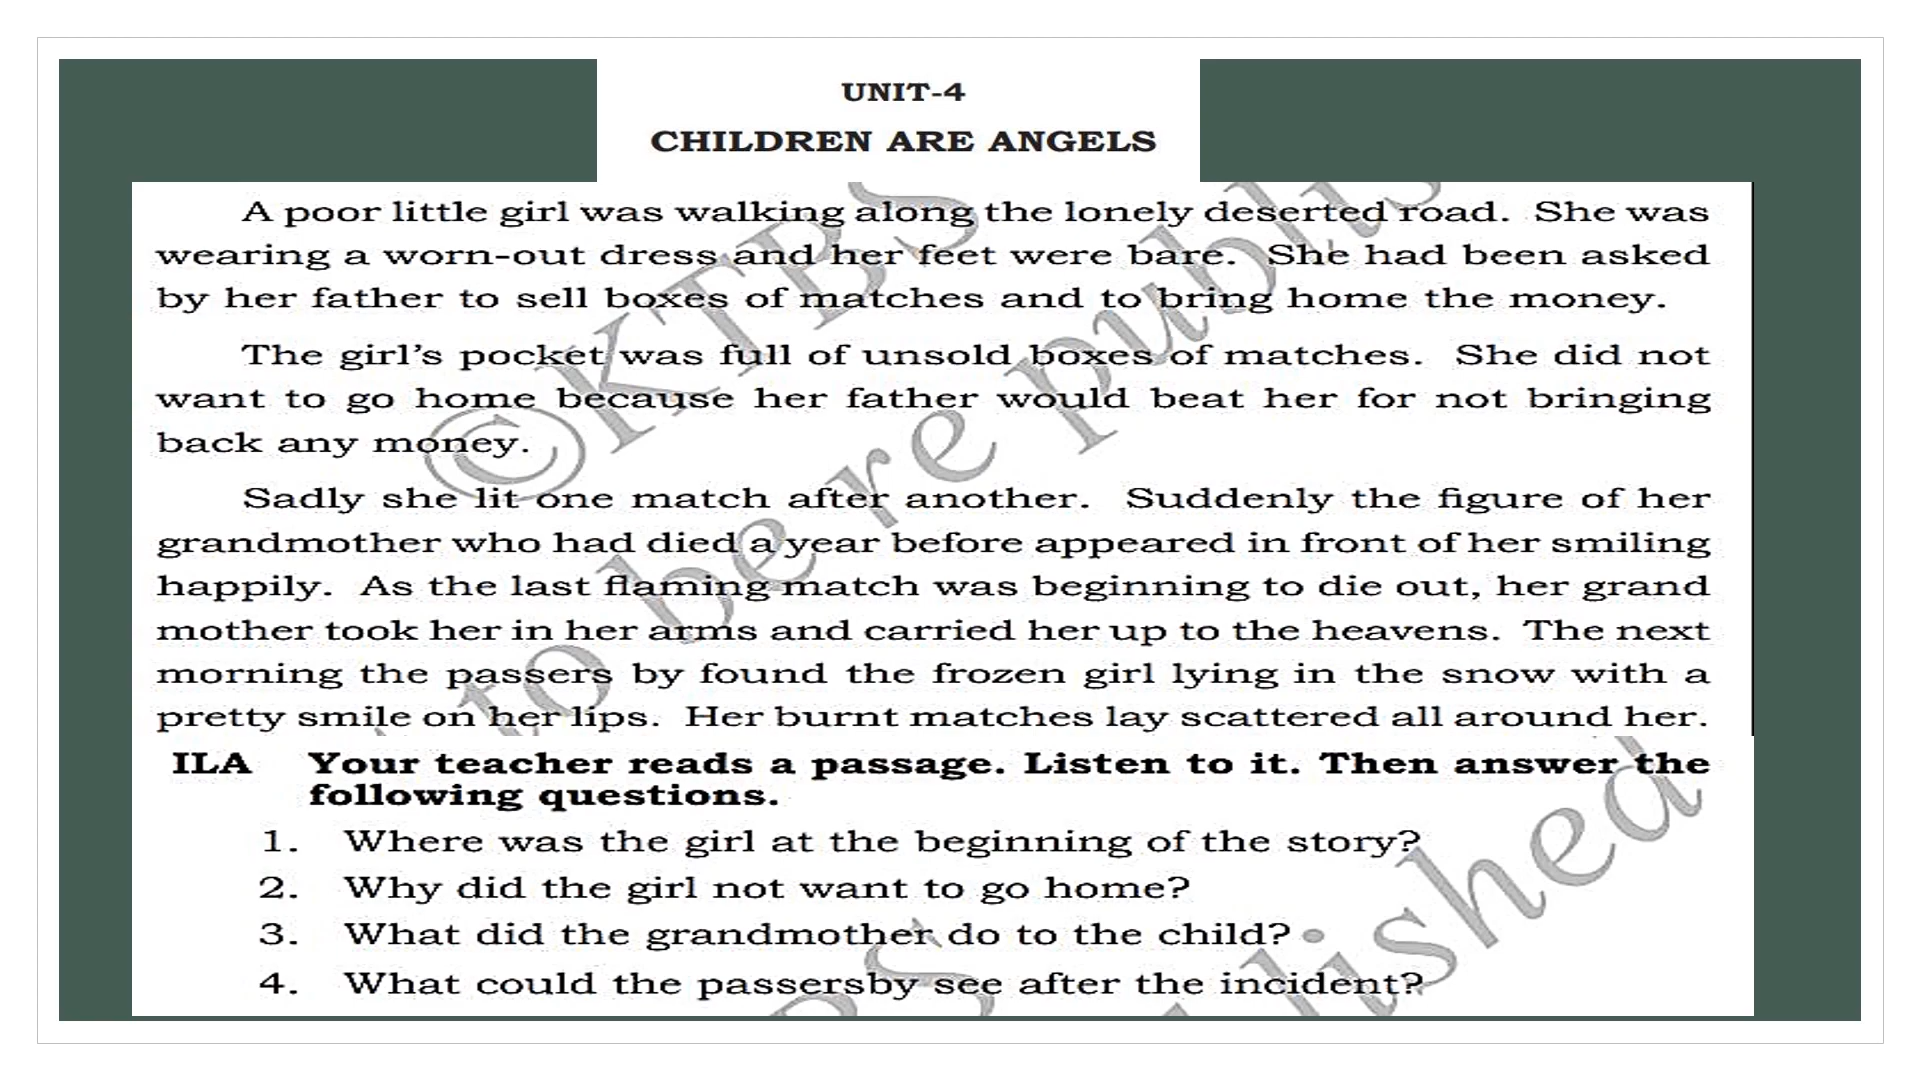 UNIT-4
CHILDREN ARE ANGELS
A poor little girl was walking along the lonely deserted road. She was
wearing a worn-out dress and her feet were bare. She had been asked
by her father to sell boxes of matches and to bring home the money.
The girl's pocket was full of unsold boxes of matches. She did not
want to go home because her father would beat her for not bringing
back any money.
Sadly she lit one match after another. Suddenly the figure of her
grandmother who had died a year before appeared in front of her smiling
happily. As the last flaming match was beginning to die out, her grand
mother took her in her arms and carried her up to the heavens. The next
morning the passers by found the frozen girl lying in the snow with a
pretty smile on her lips. Her burnt matches lay scattered all around her.
ILA Your teacher reads a passage. Listen to it. Then answer the
following questions.
1. Where was the girl at the beginning of the story?
2. Why did the girl not want to go home?
3. What did the grandmother do to the child?
4. What could the passersby see after the incident?
©KTBS
to be republished